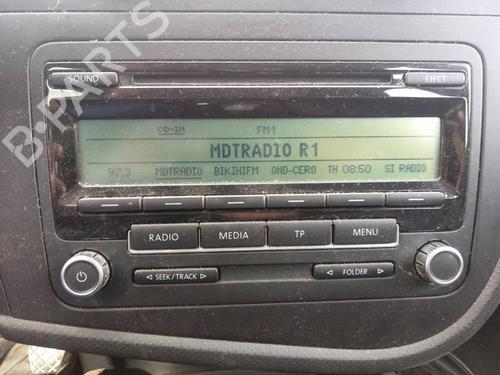 SOUND
EJECT
CD-IN FM1
MDTRADIO R1
97.3 MDTRADIO BIKIHIFM OND-CERO TH 08:50 SI RADIO
RADIO MEDIA TP MENU
SEEK/TRACK
FOLDER
B-PARTS